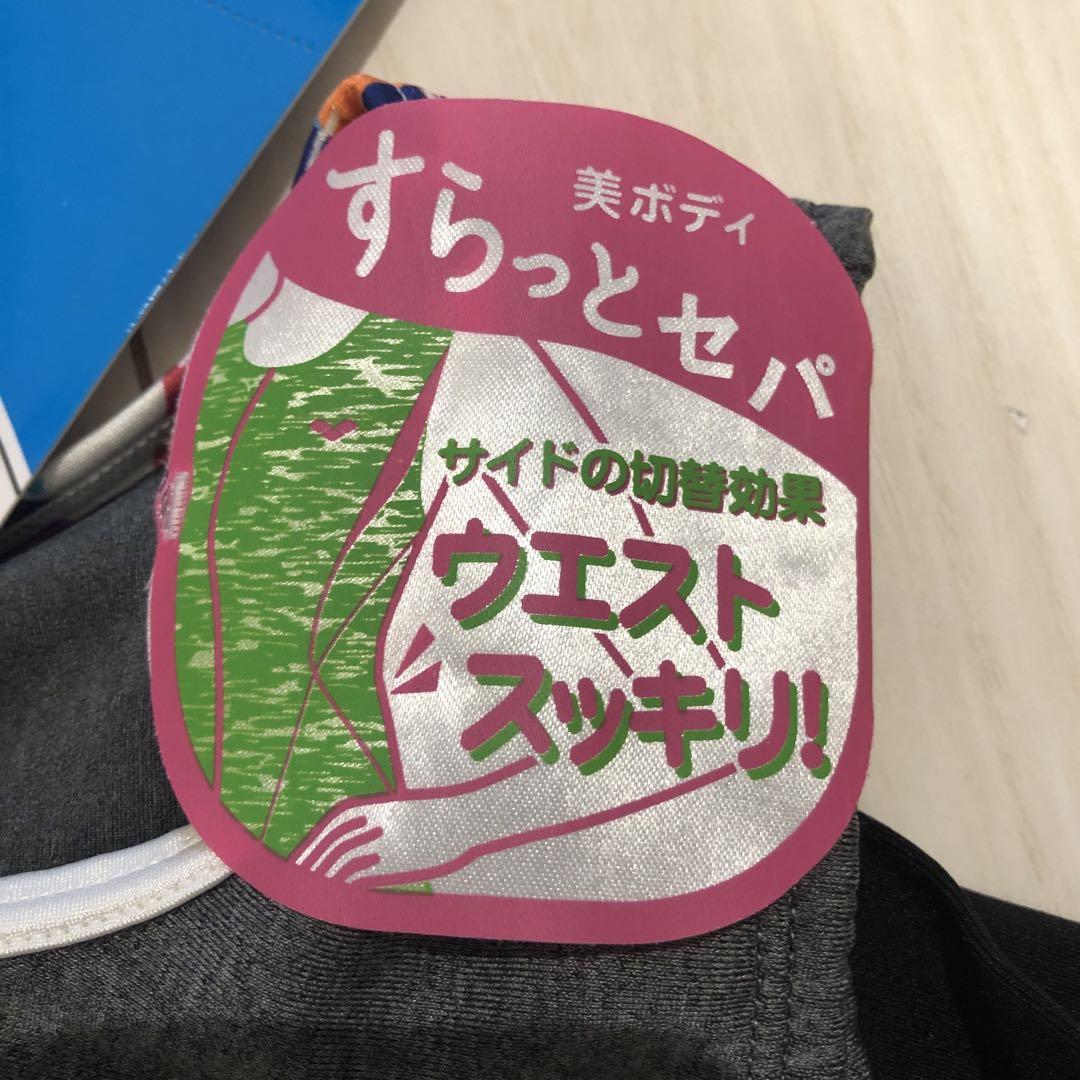 美ボディ
すらっとセパ
サイドの切替効果
ウエスト
スッキリ!